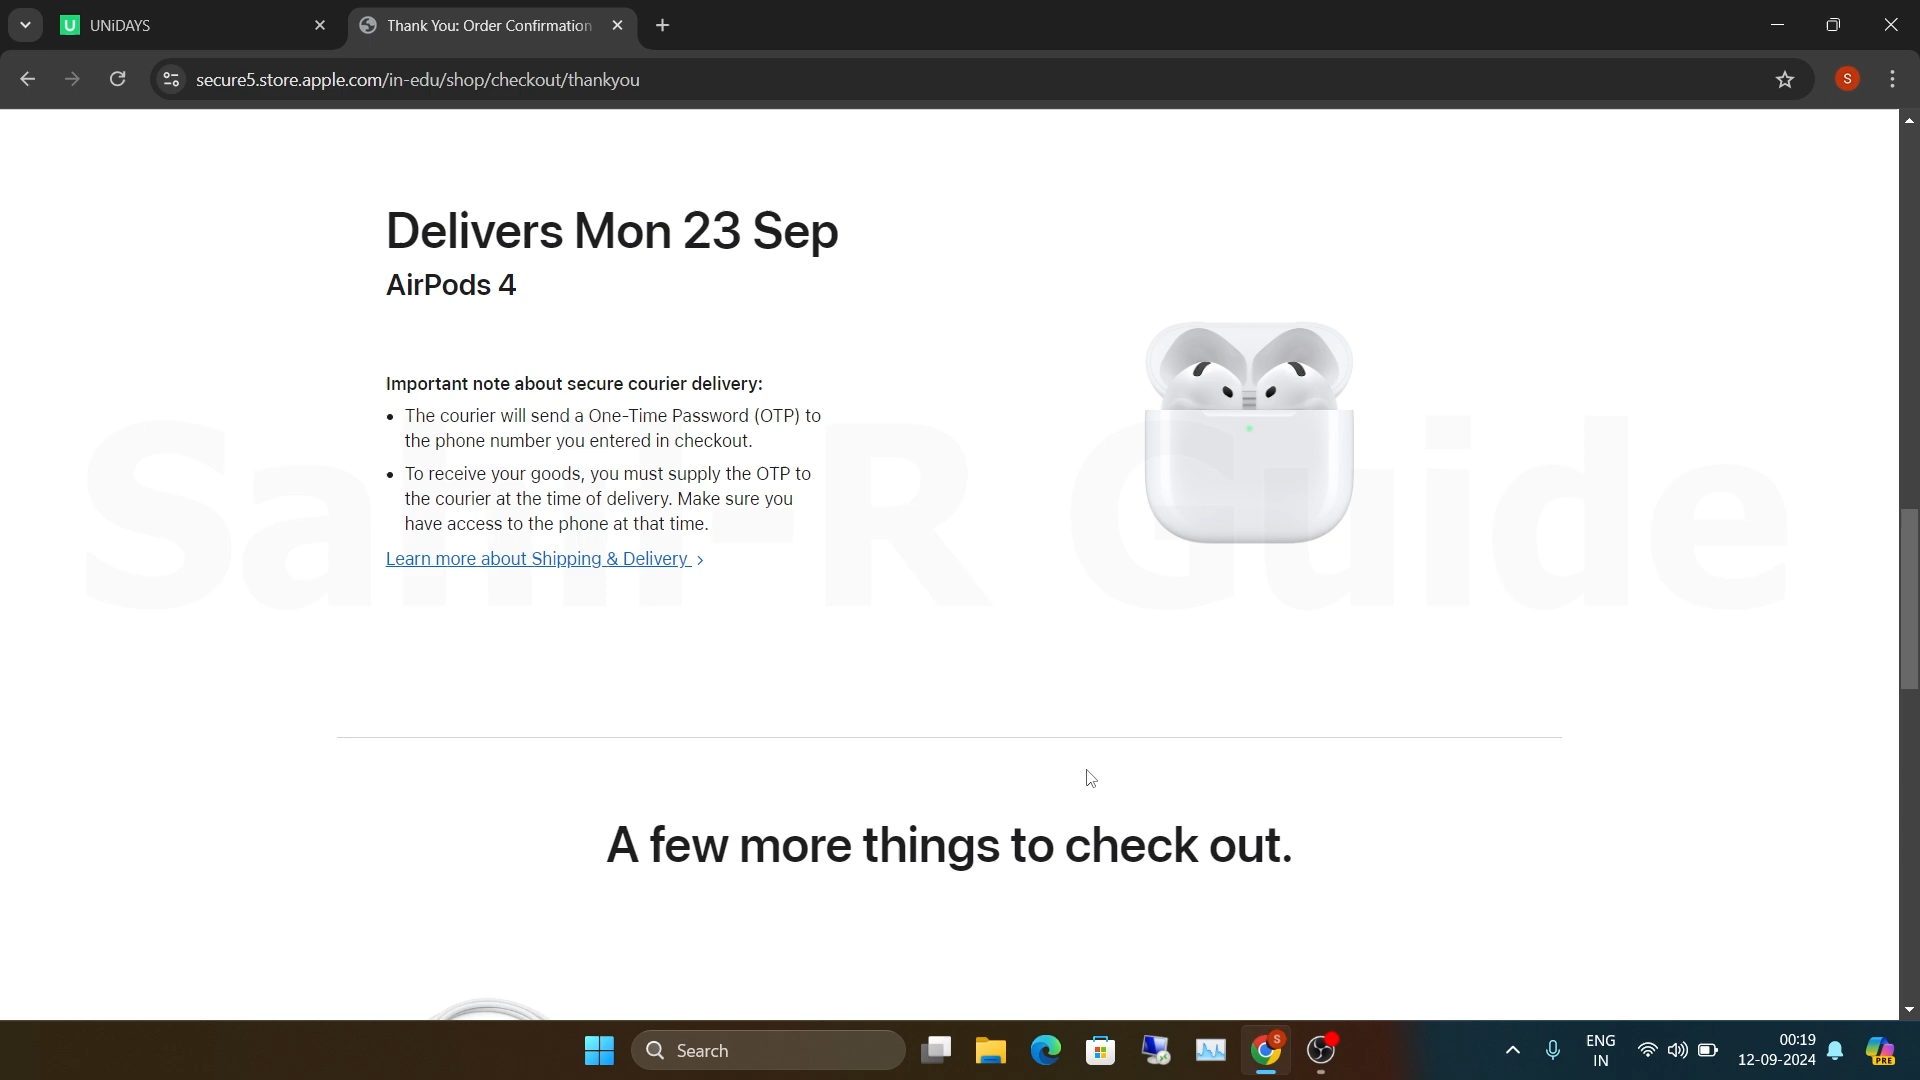 UNiDAYS
Thank You: Order Confirmation
secure5.store.apple.com/in-edu/shop/checkout/thankyou
S
Delivers Mon 23 Sep
AirPods 4
Important note about secure courier delivery:
• The courier will send a One-Time Password (OTP) to
the phone number you entered in checkout.
• To receive your goods, you must supply the OTP to
the courier at the time of delivery. Make sure you
have access to the phone at that time.
Learn more about Shipping & Delivery >
A few more things to check out.
Search
S
ENG
IN
00:19
12-09-2024
PRE